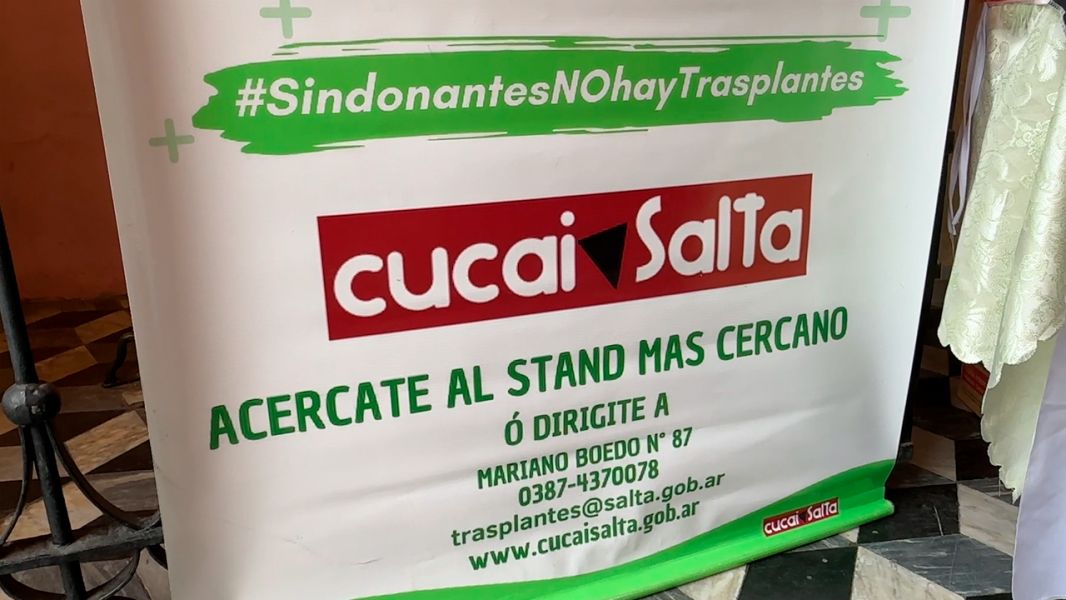 #SindonantesNOhayTrasplantes
cucai Salta
ACERCATE AL STAND MAS CERCANO
Ó DIRIGITE A
MARIANO BOEDO N° 87
0387-4370078
trasplantes@salta.gob.ar
www.cucaisalta.gob.ar
cucai Salta